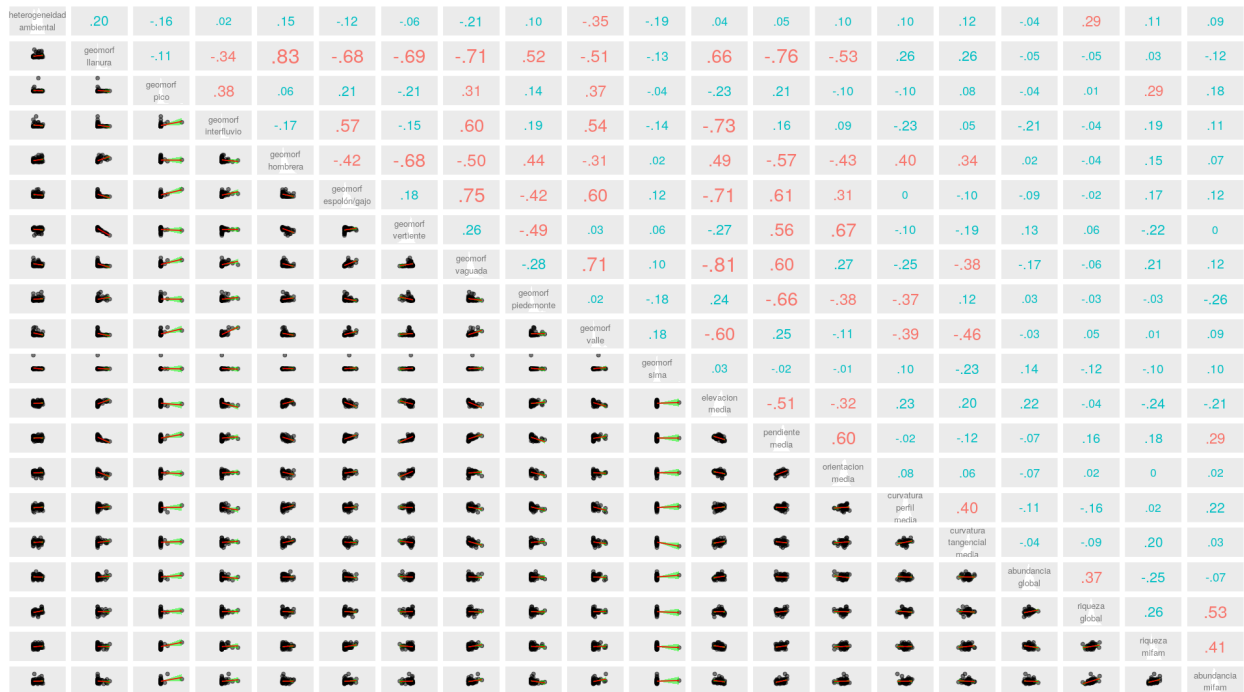 heterogeneidad
ambiental
.20 -.16 .02 .15 -.12 -.06 -.21 .10 -.35 -.19 .04 .05 .10 .10 .12 -.04 .29 .11 .09
geomorf
llanura
-.11 -.34 .83 -.68 -.69 -.71 .52 -.51 -.13 .66 -.76 -.53 .26 .26 -.05 -.05 .03 -.12
geomorf
pico
.38 .06 .21 -.21 .31 .14 .37 -.04 -.23 .21 -.10 -.10 .08 -.04 .01 .29 .18
geomorf
interfluvio
-.17 .57 -.15 .60 .19 .54 -.14 -.73 .16 .09 -.23 .05 -.21 -.04 .19 .11
geomorf
hombrera
-.42 -.68 -.50 .44 -.31 .02 .49 -.57 -.43 .40 .34 .02 -.04 .15 .07
geomorf
espolón/gajo
.18 .75 -.42 .60 .12 -.71 .61 .31 0 -.10 -.09 -.02 .17 .12
geomorf
vertiente
.26 -.49 .03 .06 -.27 .56 .67 -.10 -.19 .13 .06 -.22 0
geomorf
vaguada
-.28 .71 .10 -.81 .60 .27 -.25 -.38 -.17 -.06 .21 .12
geomorf
piedemonte
.02 -.18 .24 -.66 -.38 -.37 .12 .03 -.03 -.03 -.26
geomorf
valle
.18 -.60 .25 -.11 -.39 -.46 -.03 .05 .01 .09
geomorf
sima
.03 -.02 -.01 .10 -.23 .14 -.12 -.10 .10
elevacion
media
-.51 -.32 .23 .20 .22 -.04 -.24 -.21
pendiente
media
.60 -.02 -.12 -.07 .16 .18 .29
orientacion
media
.08 .06 -.07 .02 0 .02
curvatura
perfil
media
.40 -.11 -.16 .02 .22
curvatura
tangencial
media
-.04 -.09 .20 .03
abundancia
global
.37 -.25 -.07
riqueza
global
.26 .53
riqueza
mifam
.41
abundancia
mifam